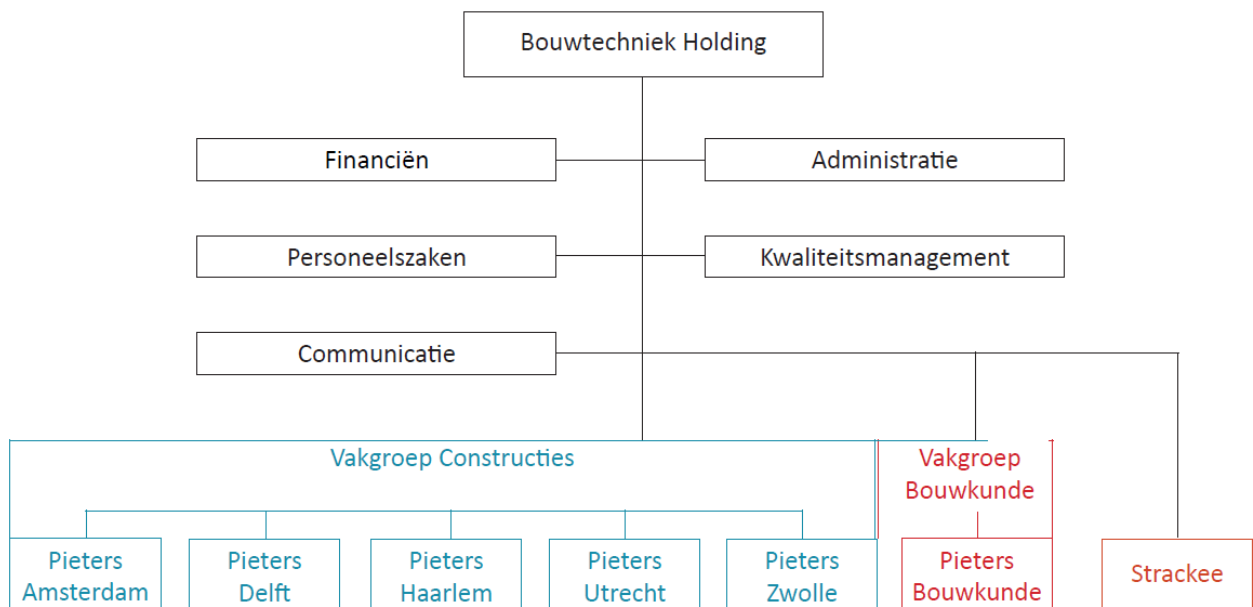 Bouwtechniek Holding
Financiën
Administratie
Personeelszaken
Kwaliteitsmanagement
Communicatie
Vakgroep Constructies
Vakgroep
Bouwkunde
Pieters
Amsterdam
Pieters
Delft
Pieters
Haarlem
Pieters
Utrecht
Pieters
Zwolle
Pieters
Bouwkunde
Strackee